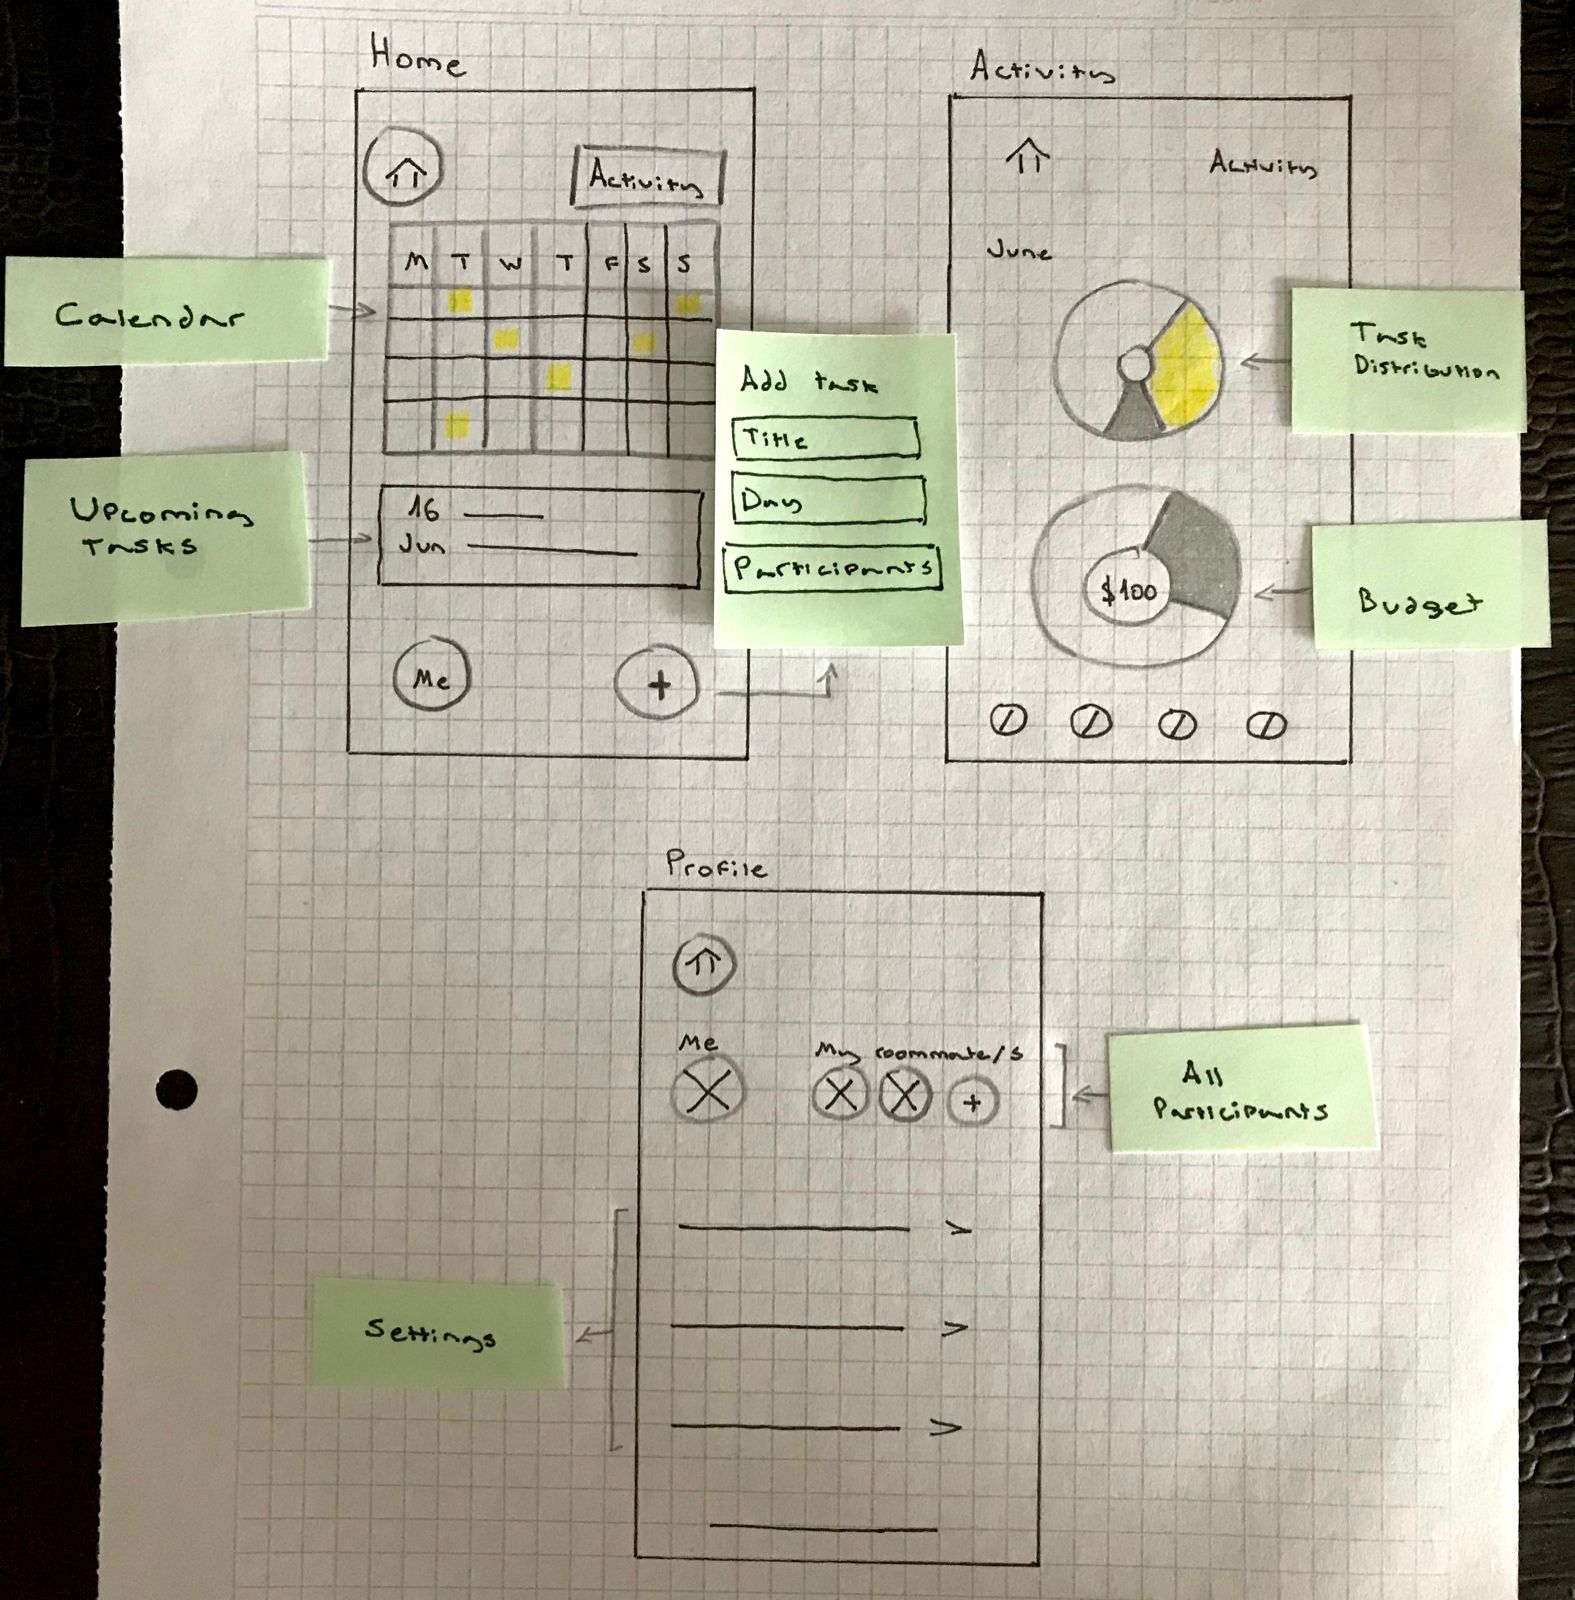 Home
Activity
M T W T F S S
Calendar
Upcoming
Tasks
16
Jun
Me
+
Add task
Title
Day
Participants
Activity
Activity
June
Task
Distribution
$100
Budget
Profile
Me
My roommate/s
+
All
Participants
Settings